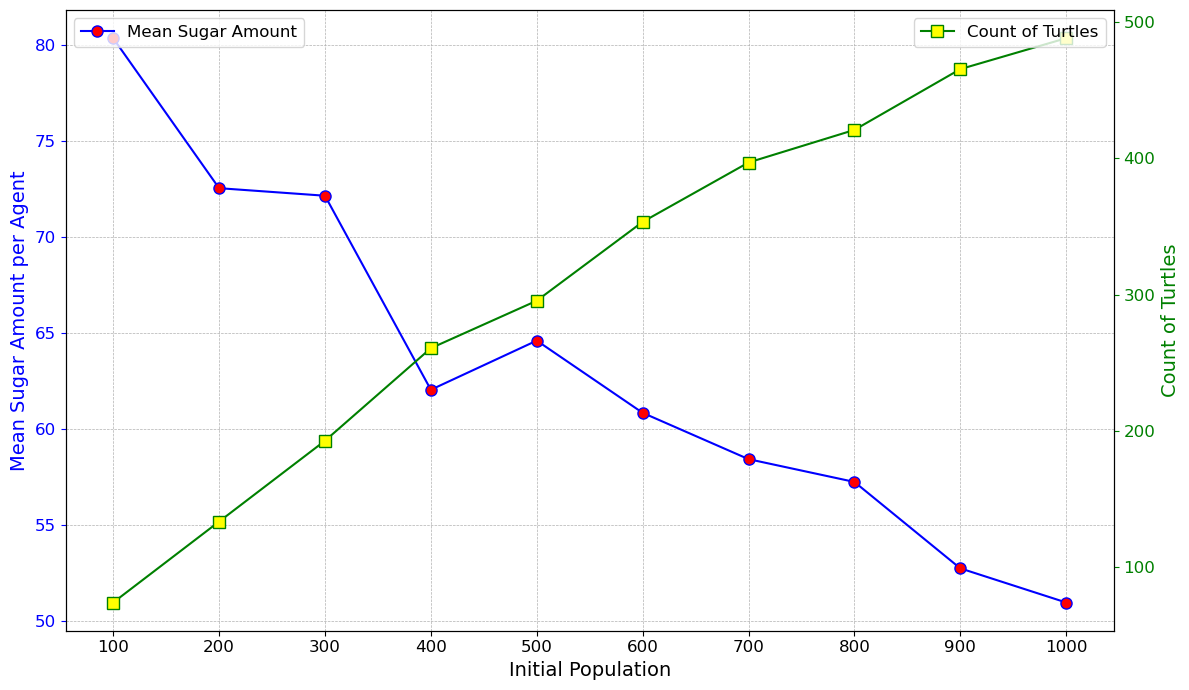 Mean Sugar Amount
Count of Turtles
80
75
70
65
60
55
50
Mean Sugar Amount per Agent
500
400
300
200
100
Count of Turtles
100 200 300 400 500 600 700 800 900 1000
Initial Population